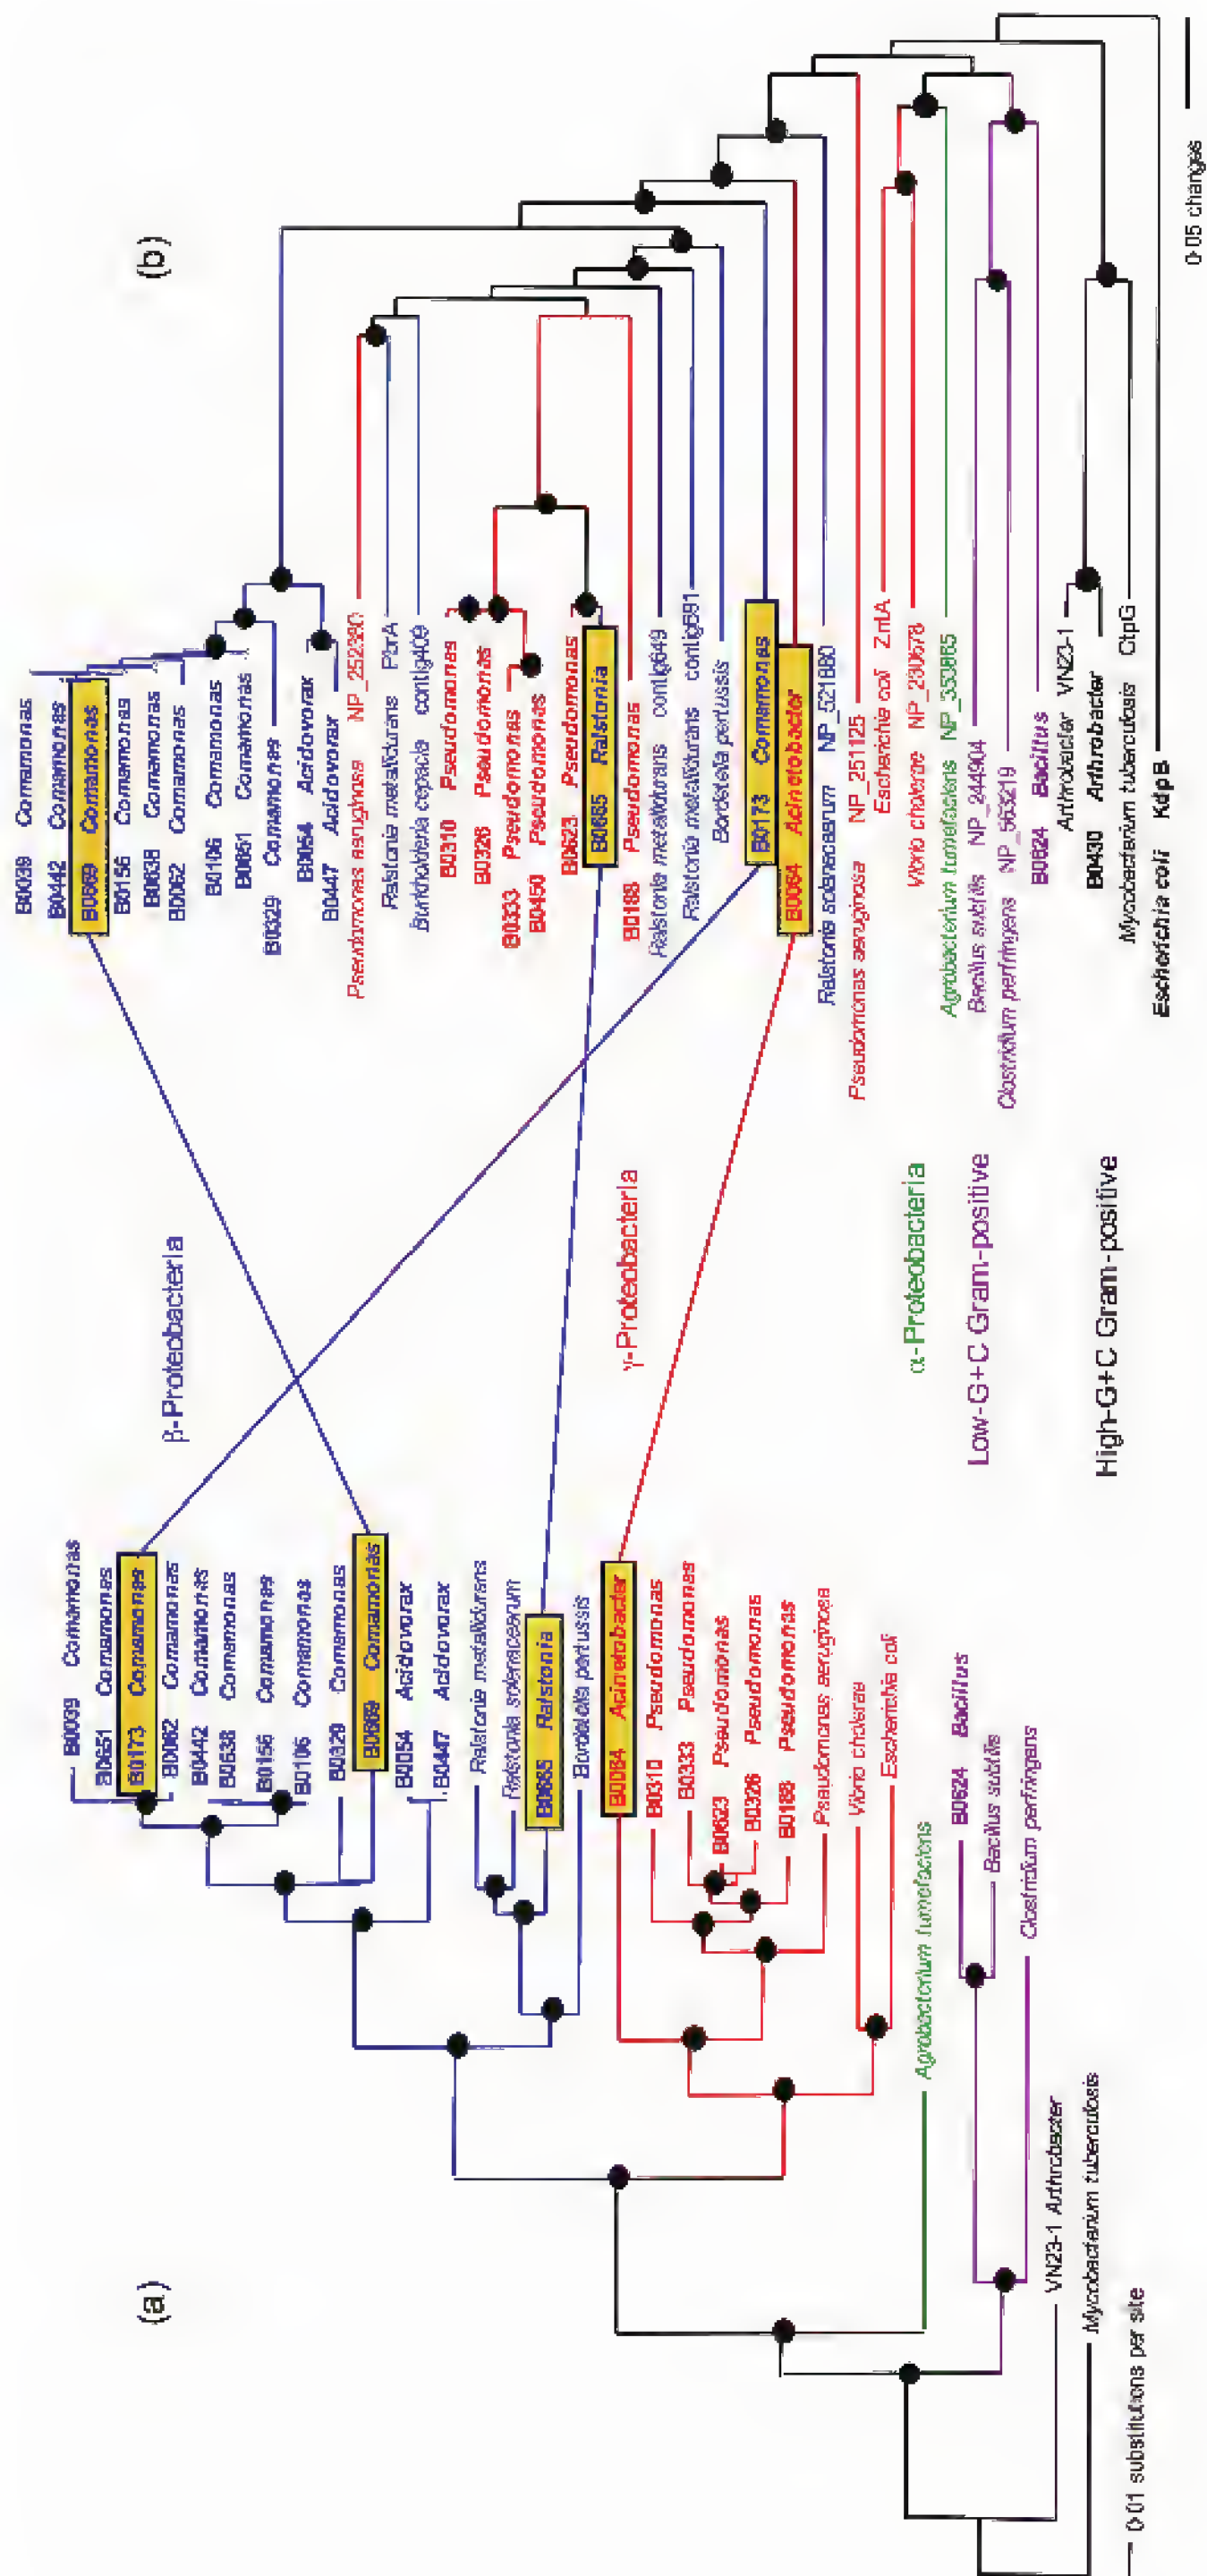 (a)
B0039 Comamonas
B0651 Comamonas
B0173 Comamonas
B0062 Comamonas
B0442 Comamonas
B0638 Comamonas
B0156 Comamonas
B0106 Comamonas
B0329 Comamonas
B0669 Comamonas
B0054 Acidovorax
B0447 Acidovorax
Ralstonia metallidurans
Ralstonia solanacearum
B0665 Ralstonia
Bordetella pertussis
B0064 Acinetobacter
B0310 Pseudomonas
B0333 Pseudomonas
B0623 Pseudomonas
B0326 Pseudomonas
B0188 Pseudomonas
Pseudomonas aeruginosa
Vibrio cholerae
Escherichia coli
Agrobacterium tumefaciens
B0624 Bacillus
Bacillus subtilis
Clostridium perfringens
VN23-1 Arthrobacter
Mycobacterium tuberculosis
0·01 substitutions per site
β-Proteobacteria
γ-Proteobacteria
α-Proteobacteria
Low-G+C Gram-positive
High-G+C Gram-positive
(b)
B0039 Comamonas
B0442 Comamonas
B0669 Comamonas
B0156 Comamonas
B0638 Comamonas
B0062 Comamonas
B0106 Comamonas
B0651 Comamonas
B0329 Comamonas
B0054 Acidovorax
B0447 Acidovorax
Pseudomonas aeruginosa NP_252380
Ralstonia metallidurans PbrA
Burkholderia cepacia contig409
B0310 Pseudomonas
B0326 Pseudomonas
B0333 Pseudomonas
B0450 Pseudomonas
B0623 Pseudomonas
B0665 Ralstonia
B0188 Pseudomonas
Ralstonia metallidurans contig649
Ralstonia metallidurans contig691
Bordetella pertussis
B0173 Comamonas
B0064 Acinetobacter
Ralstonia solanacearum NP_521880
Pseudomonas aeruginosa NP_251125
Escherichia coli ZntA
Vibrio cholerae NP_230678
Agrobacterium tumefaciens NP_353865
Bacillus subtilis NP_244904
Clostridium perfringens NP_563219
B0624 Bacillus
Arthrobacter VN23-1
B0430 Arthrobacter
Mycobacterium tuberculosis CtpG
Escherichia coli KdpB
0·05 changes